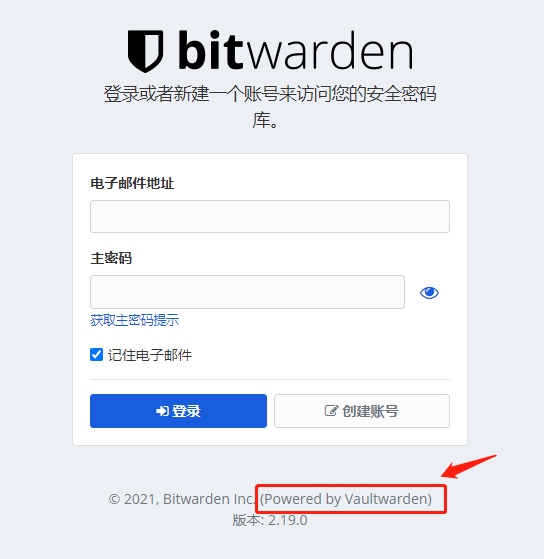 bitwarden
登录或者新建一个账号来访问您的安全密码
库。
电子邮件地址
主密码
获取主密码提示
记住电子邮件
登录
创建账号
© 2021, Bitwarden Inc. (Powered by Vaultwarden)
版本: 2.19.0